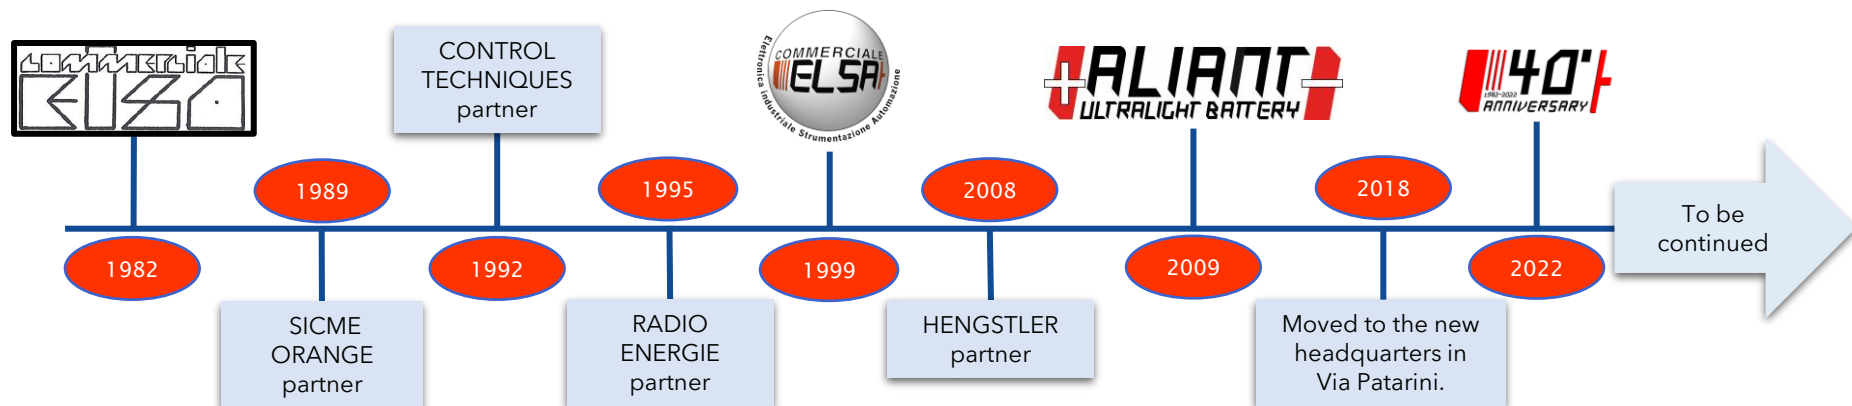 commerciale
ELSA
1982
1989
SICME
ORANGE
partner
CONTROL
TECHNIQUES
partner
1992
1995
RADIO
ENERGIE
partner
COMMERCIALE
ELSA
Elettronica industriale Strumentazione Automazione
1999
2008
HENGSTLER
partner
ALIANT
ULTRALIGHT BATTERY
2009
2018
Moved to the new
headquarters in
Via Patarini.
40°
1982-2022
ANNIVERSARY
2022
To be
continued